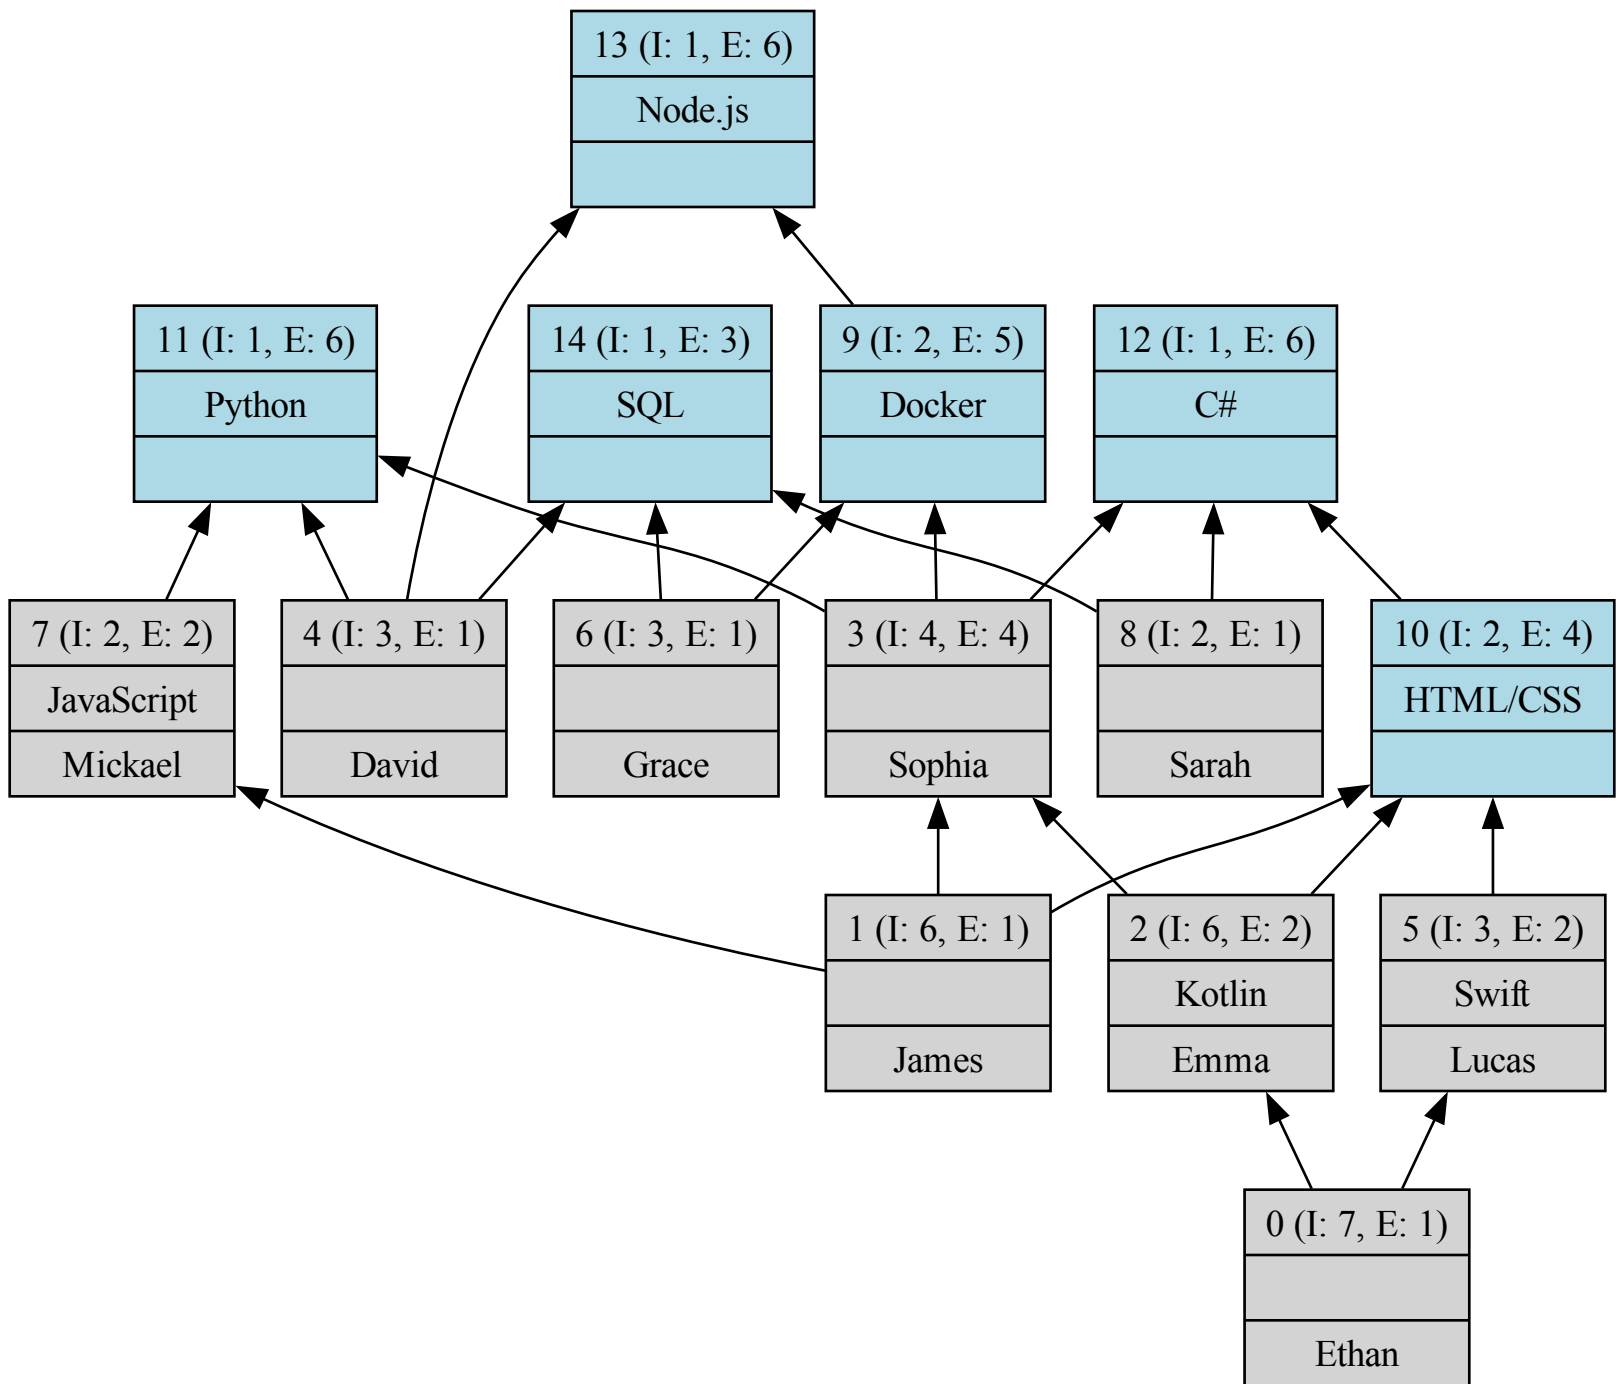 13 (I: 1, E: 6)
Node.js
11 (I: 1, E: 6)
Python
14 (I: 1, E: 3)
SQL
9 (I: 2, E: 5)
Docker
12 (I: 1, E: 6)
C#
7 (I: 2, E: 2)
JavaScript
Mickael
4 (I: 3, E: 1)
David
6 (I: 3, E: 1)
Grace
3 (I: 4, E: 4)
Sophia
8 (I: 2, E: 1)
Sarah
10 (I: 2, E: 4)
HTML/CSS
1 (I: 6, E: 1)
James
2 (I: 6, E: 2)
Kotlin
Emma
5 (I: 3, E: 2)
Swift
Lucas
0 (I: 7, E: 1)
Ethan